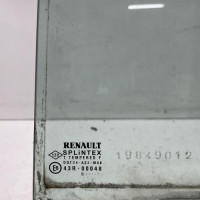 RENAULT
SPLINTEX
T TEMPERED F
43R-00048
19849012